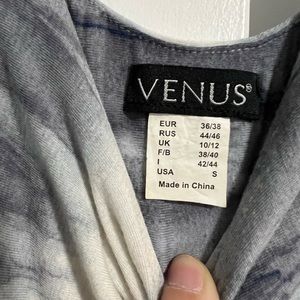 VENUS®
EUR 36/38
RUS 44/46
UK 10/12
F/B 38/40
I 42/44
USA S
Made in China